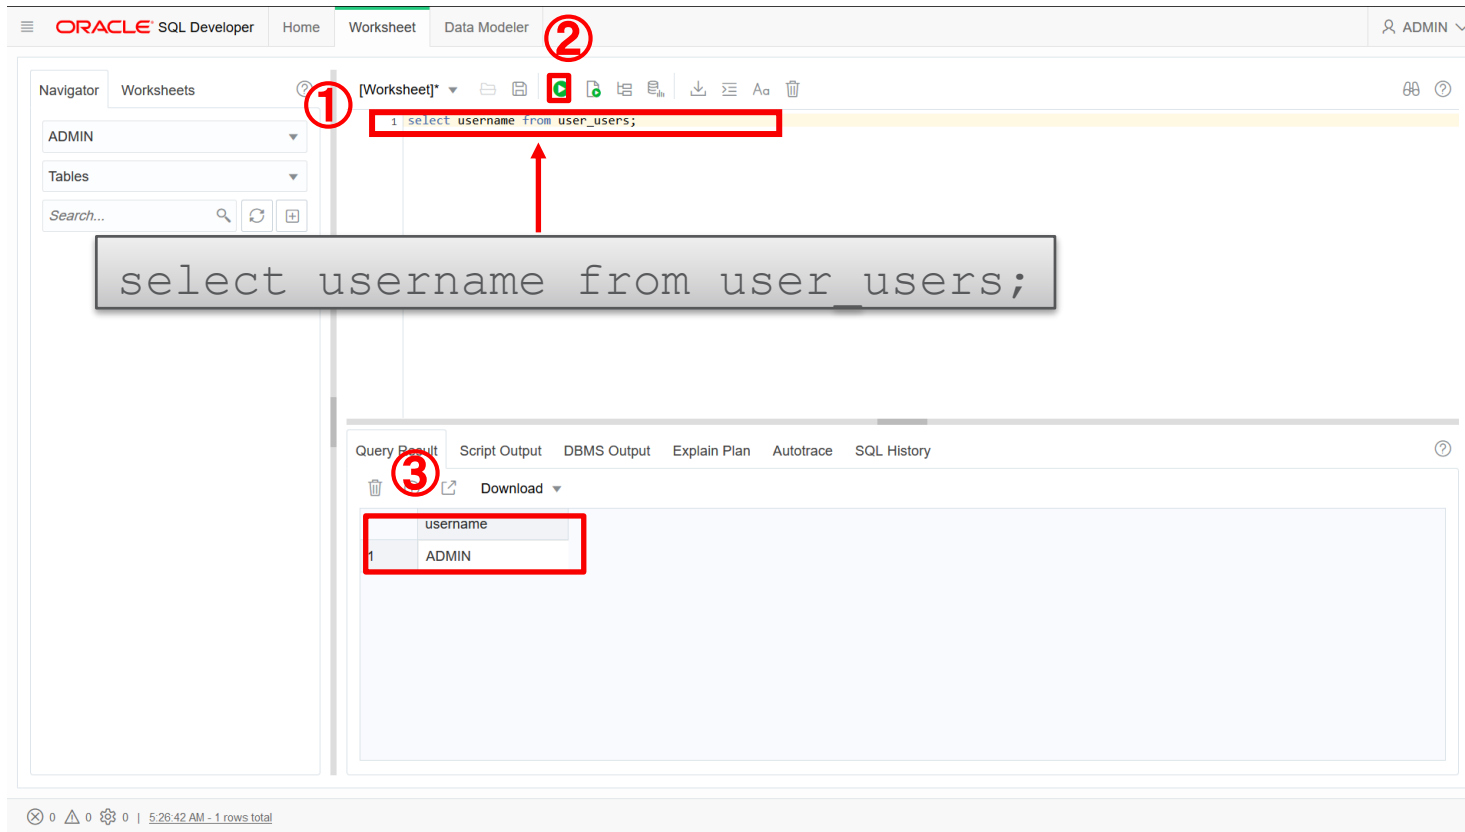 ORACLE SQL Developer Home Worksheet Data Modeler ② ADMIN
Navigator Worksheets ① [Worksheet]* Aa
1 select username from user_users;
ADMIN
Tables
Search...
select username from user_users;
Query Result Script Output DBMS Output Explain Plan Autotrace SQL History
③ Download
username
1 ADMIN
0 0 0 | 5:26:42 AM - 1 rows total